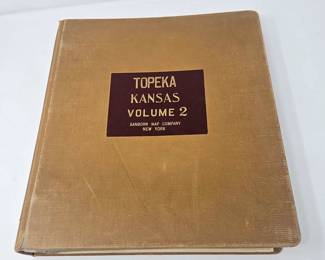 TOPEKA
KANSAS
VOLUME 2
SANBORN MAP COMPANY
NEW YORK